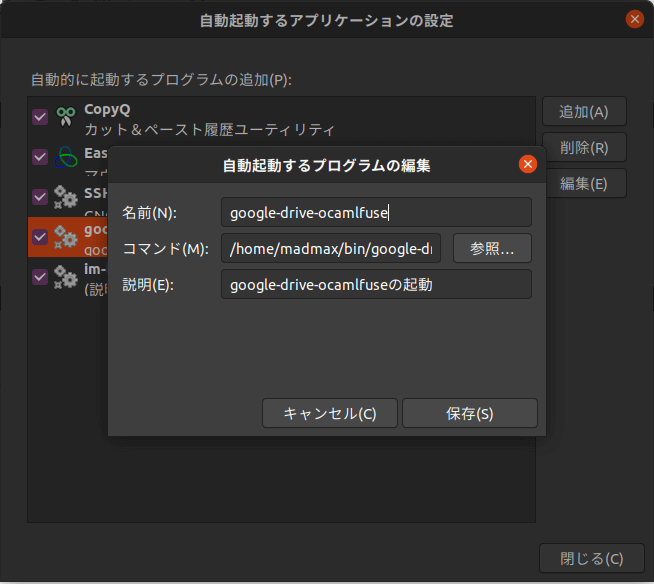 自動起動するアプリケーションの設定
自動的に起動するプログラムの追加(P):
CopyQ
カット＆ペースト履歴ユーティリティ
追加(A)
削除(R)
編集(E)
Eas
SSH
goo
goo
im-
(説明
自動起動するプログラムの編集
名前(N):
google-drive-ocamlfuse
コマンド(M):
/home/madmax/bin/google-dr
参照...
説明(E):
google-drive-ocamlfuseの起動
キャンセル(C)
保存(S)
閉じる(C)